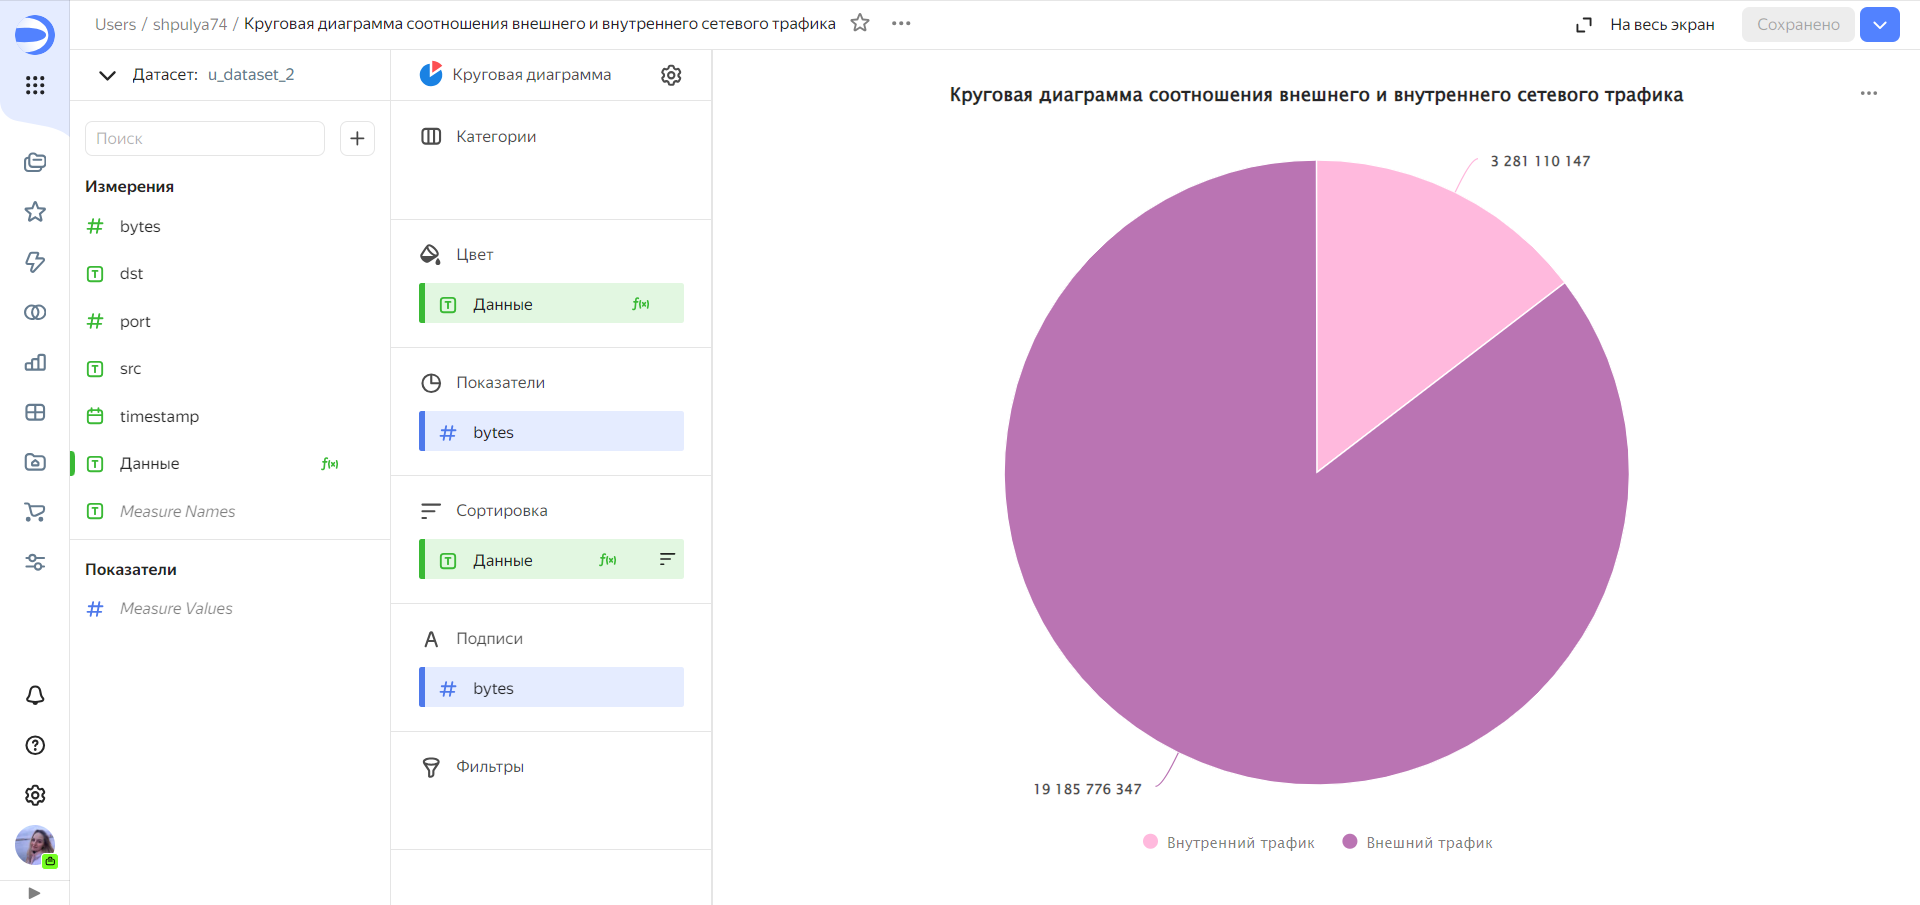 Users / shpulya74 / Круговая диаграмма соотношения внешнего и внутреннего сетевого трафика
На весь экран
Сохранено
Датасет: u_dataset_2
Поиск
Измерения
# bytes
T dst
# port
T src
timestamp
T Данные f(x)
T Measure Names
Показатели
# Measure Values
Круговая диаграмма
Категории
Цвет
T Данные f(x)
Показатели
# bytes
Сортировка
T Данные f(x)
A Подписи
# bytes
Фильтры
Круговая диаграмма соотношения внешнего и внутреннего сетевого трафика
3 281 110 147
19 185 776 347
Внутренний трафик
Внешний трафик